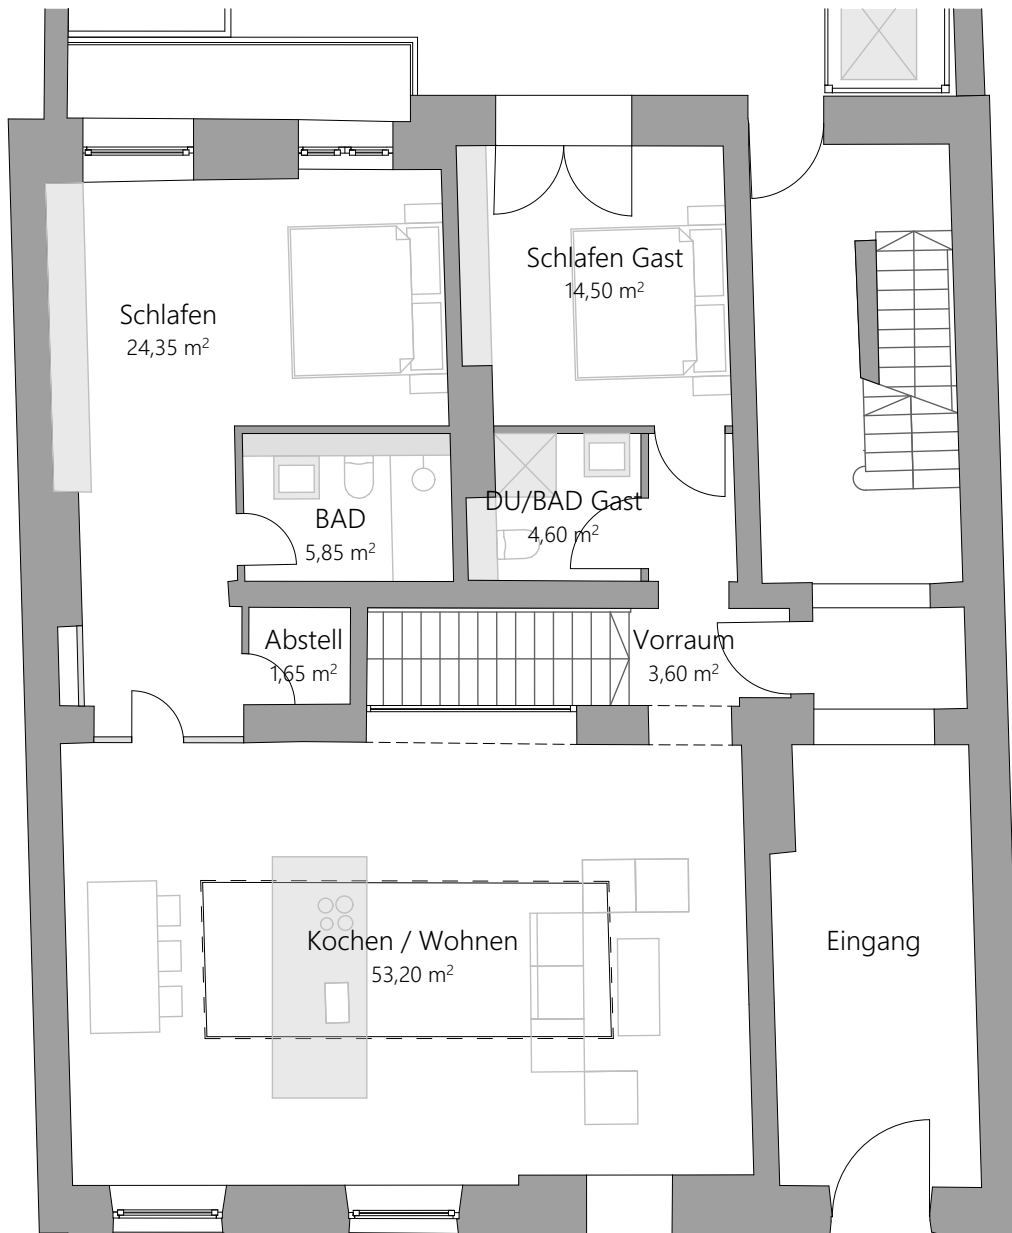 Schlafen Gast
14,50 m²
Schlafen
24,35 m²
BAD
5,85 m²
DU/BAD Gast
4,60 m²
Abstell
1,65 m²
Vorraum
3,60 m²
Kochen / Wohnen
53,20 m²
Eingang